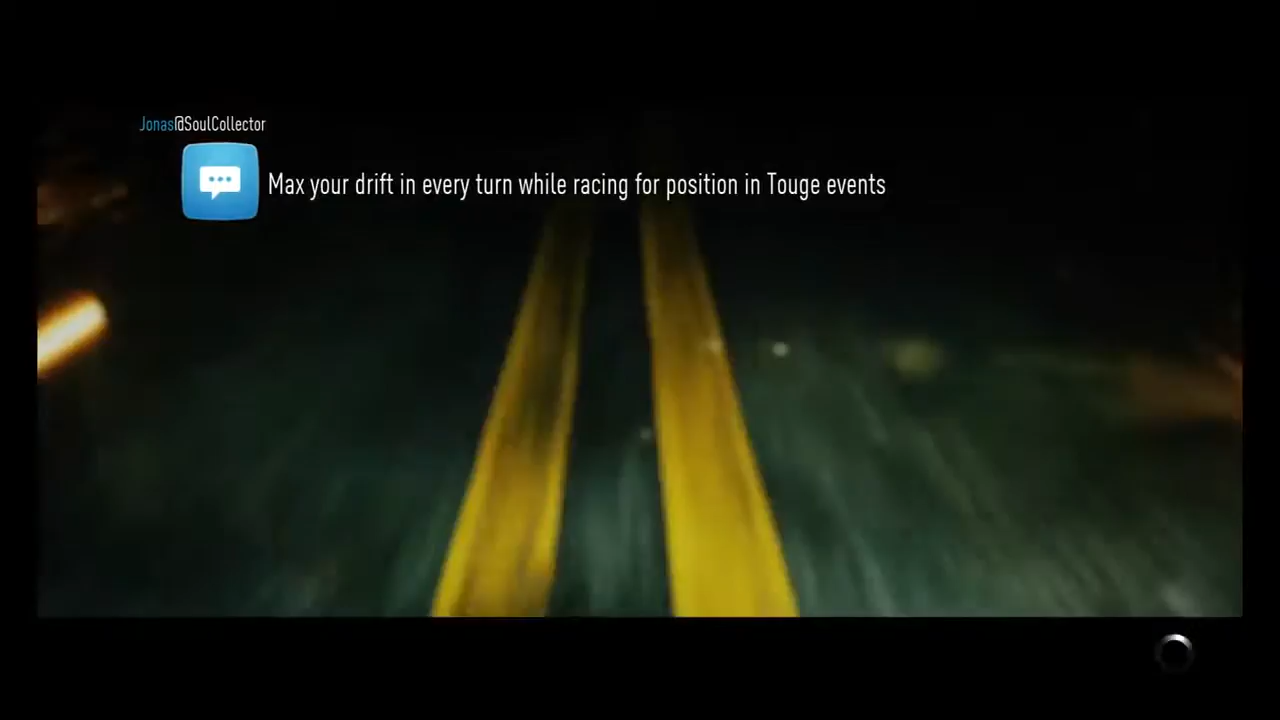 Jonas@SoulCollector
Max your drift in every turn while racing for position in Touge events